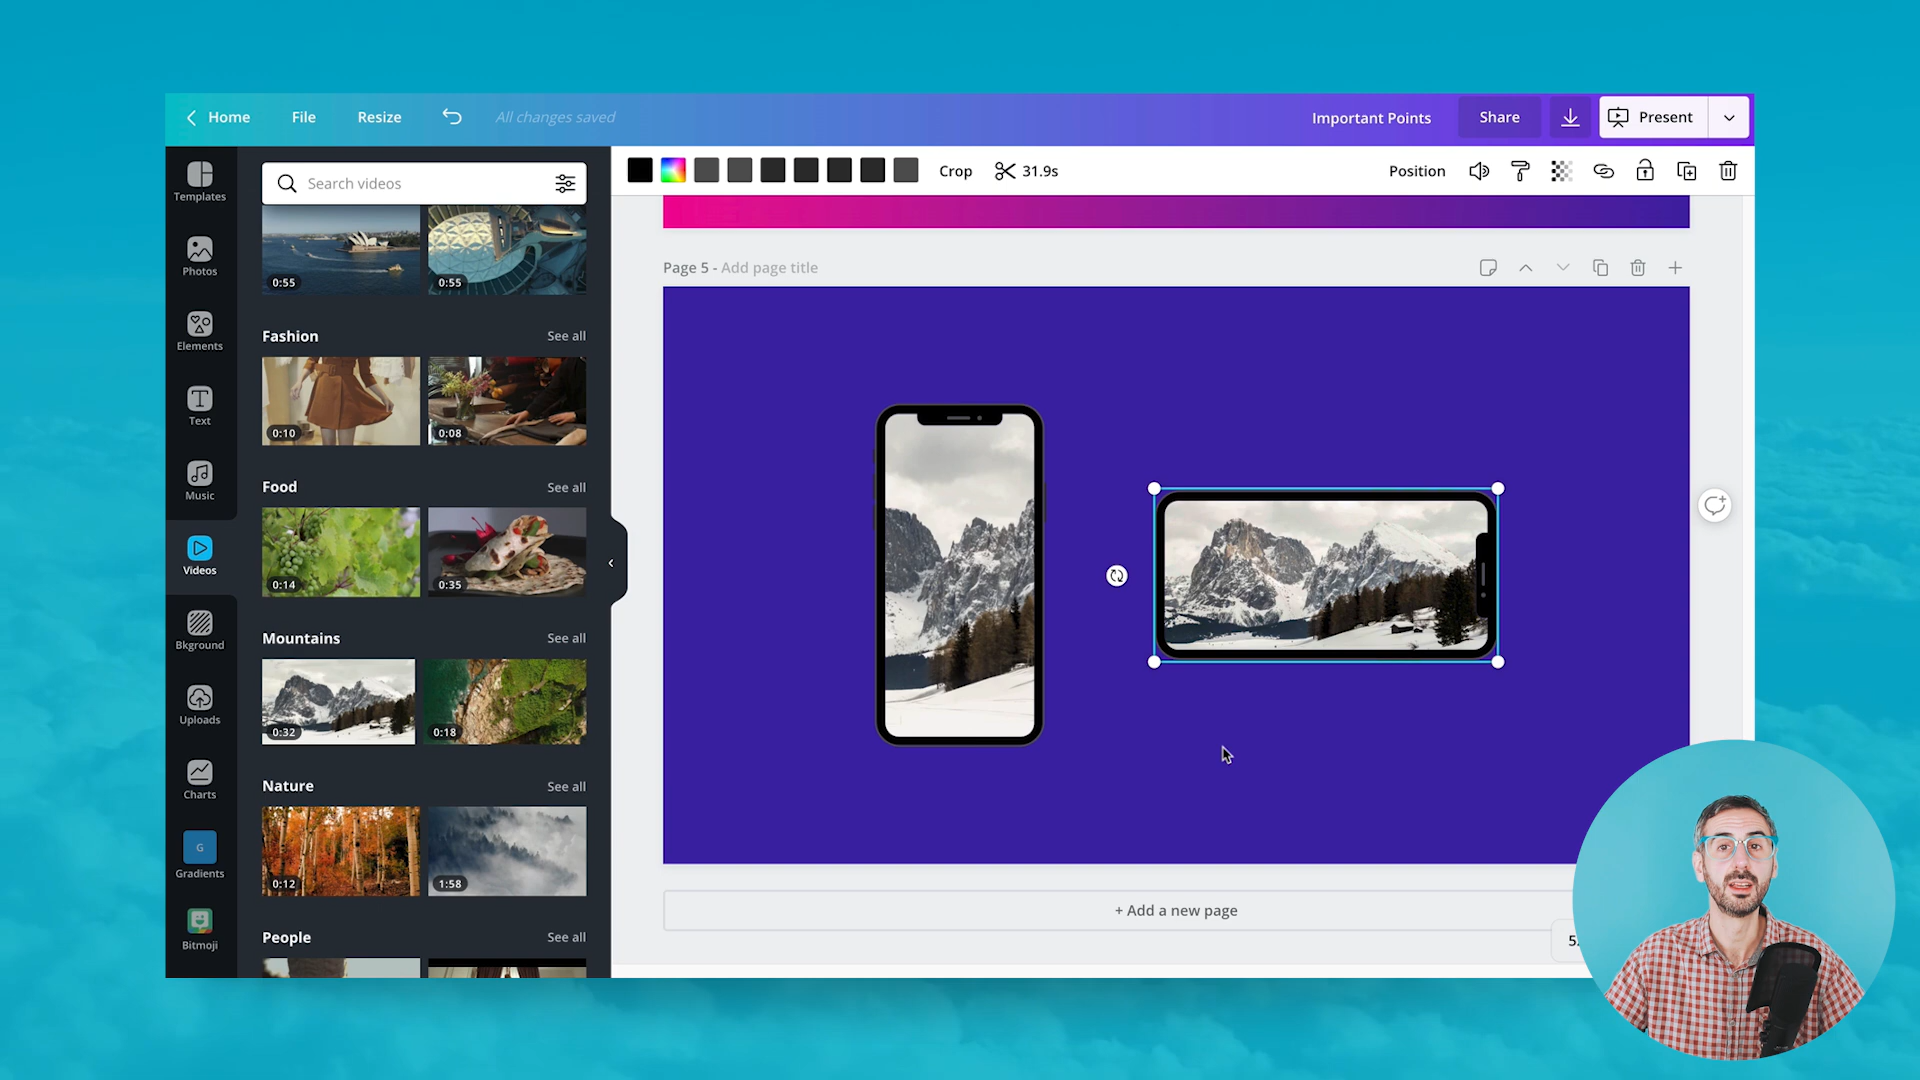 Home File Resize All changes saved Important Points Share Present
Templates
Photos
Elements
Text
Music
Videos
Bkground
Uploads
Charts
G
Gradients
Bitmoji
Search videos
0:55 0:55
Fashion See all
0:10 0:08
Food See all
0:14 0:35
Mountains See all
0:32 0:18
Nature See all
0:12 1:58
People See all
Crop 31.9s Position
Page 5 - Add page title
+ Add a new page